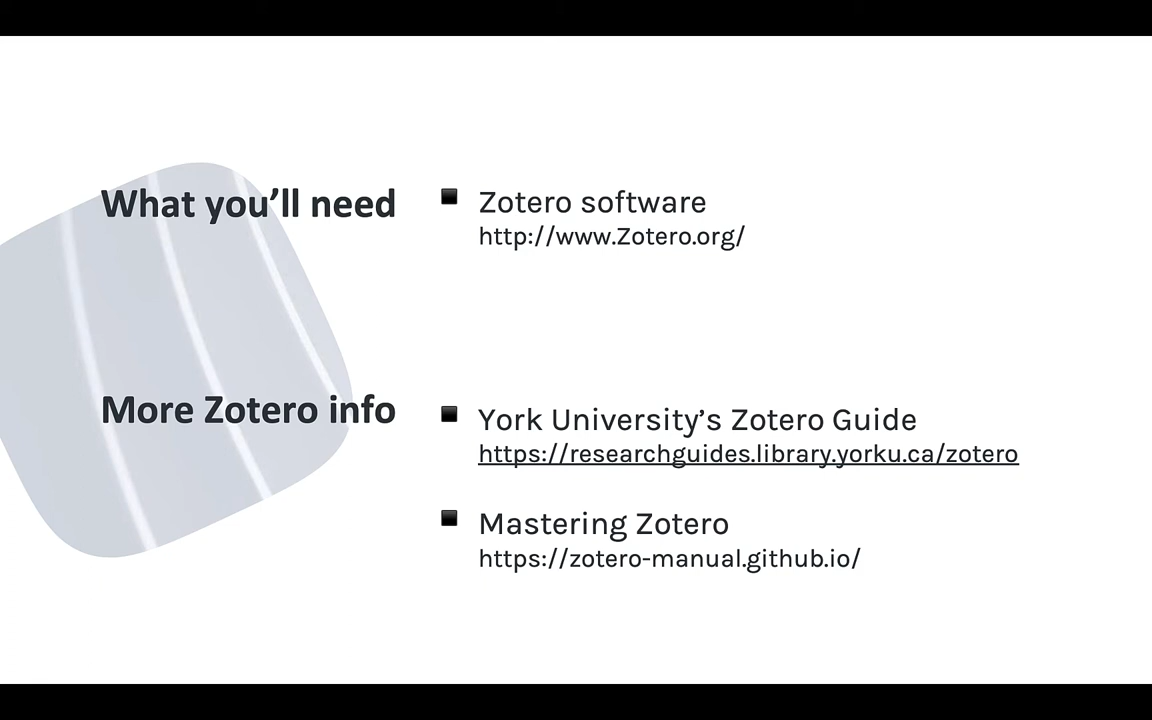 What you’ll need
Zotero software
http://www.Zotero.org/
More Zotero info
York University’s Zotero Guide
https://researchguides.library.yorku.ca/zotero
Mastering Zotero
https://zotero-manual.github.io/